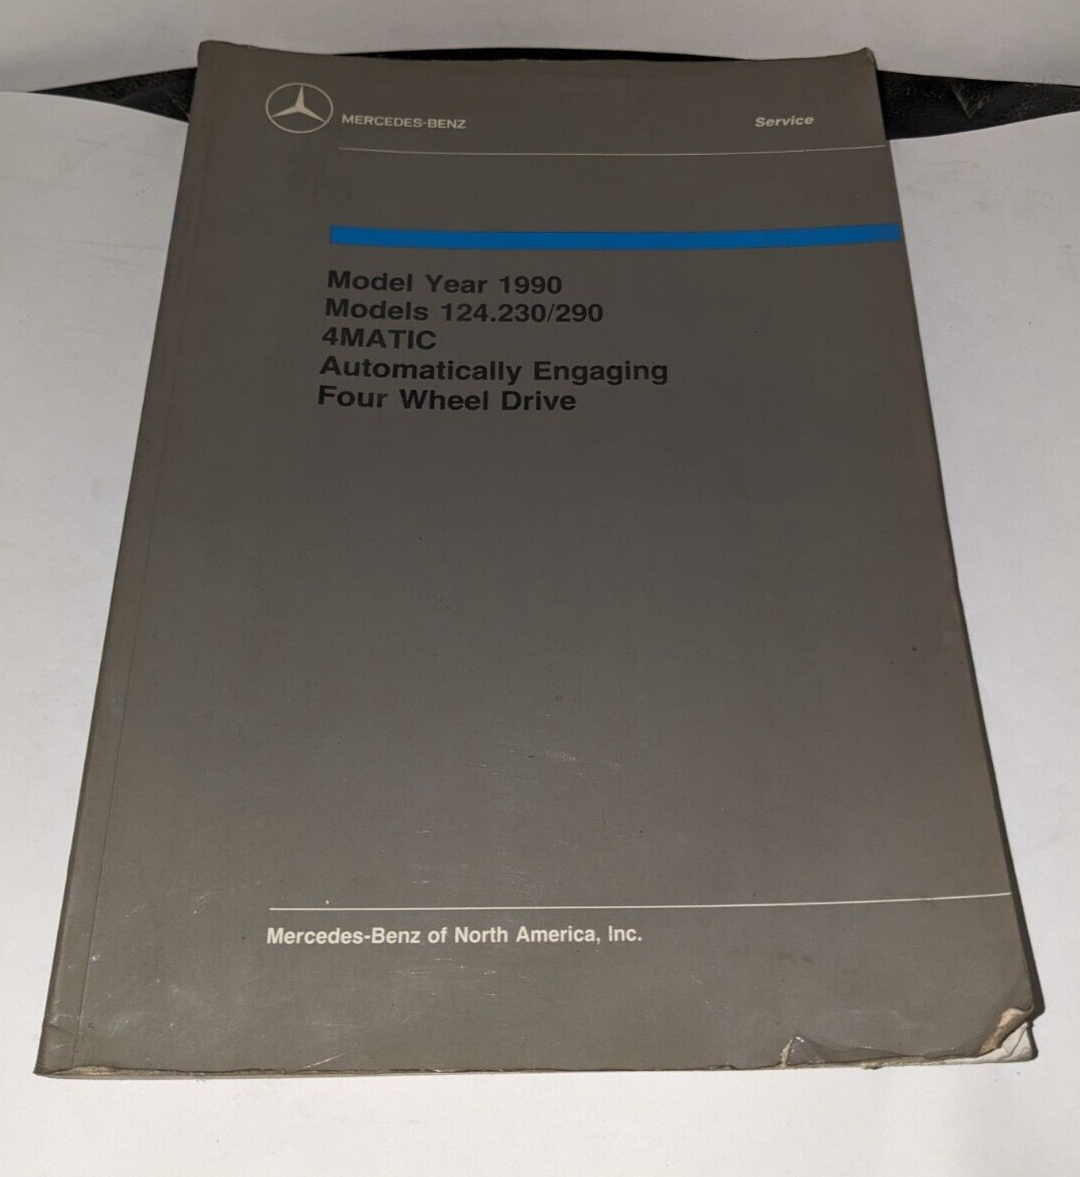 MERCEDES-BENZ
Service
Model Year 1990
Models 124.230/290
4MATIC
Automatically Engaging
Four Wheel Drive
Mercedes-Benz of North America, Inc.